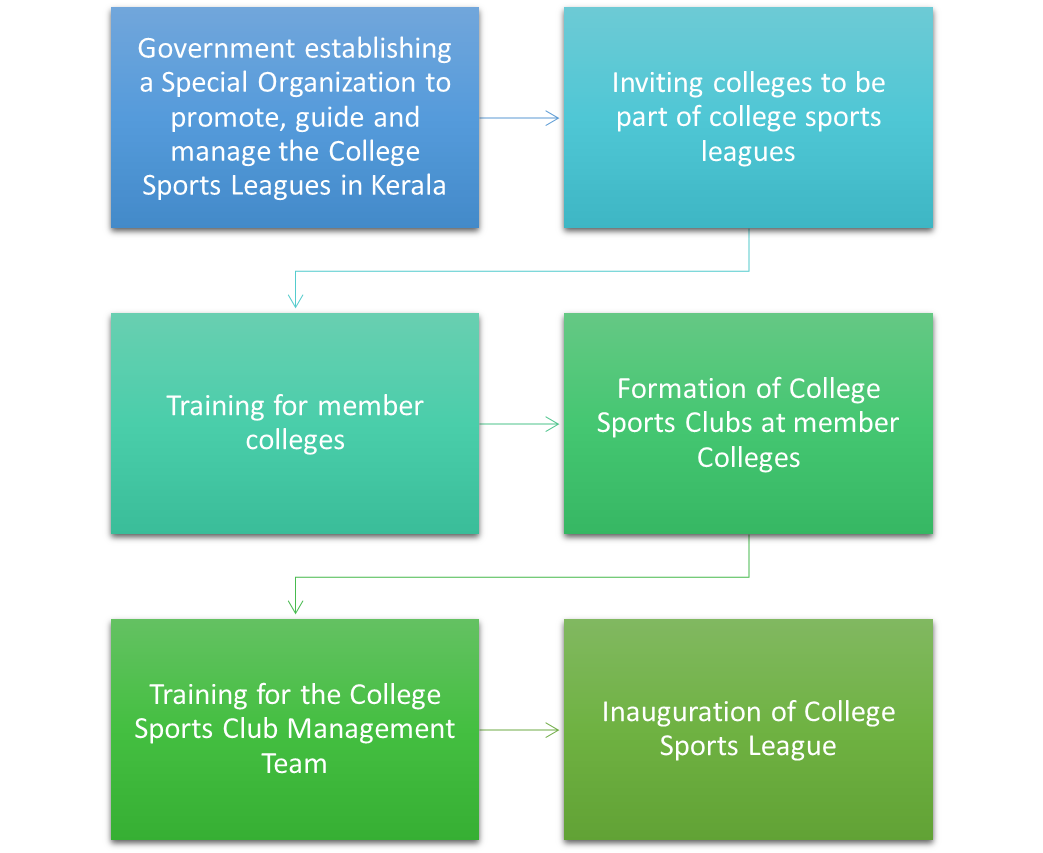 Government establishing
a Special Organization to
promote, guide and
manage the College
Sports Leagues in Kerala
Inviting colleges to be
part of college sports
leagues
Training for member
colleges
Formation of College
Sports Clubs at member
Colleges
Training for the College
Sports Club Management
Team
Inauguration of College
Sports League